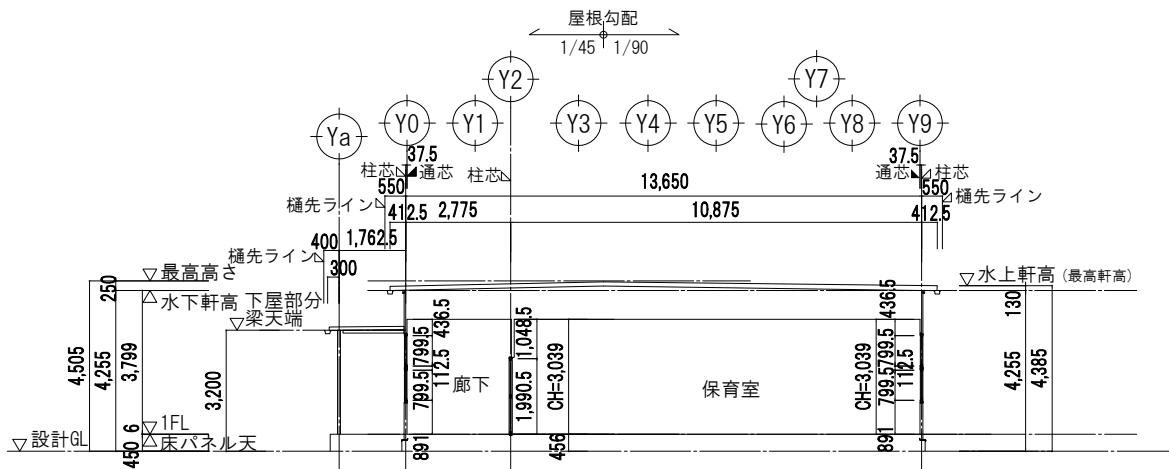 屋根勾配
1/45 1/90
Ya Y0 Y1 Y2 Y3 Y4 Y5 Y6 Y7 Y8 Y9
37.5 37.5
柱芯 通芯 柱芯 通芯 柱芯
550 13,650 550
樋先ライン 樋先ライン
412.5 2,775 10,875 412.5
400 1,762.5
樋先ライン
300
最高高さ 水上軒高 (最高軒高)
250
水下軒高 下屋部分
130
梁天端
436.5 436.5
799.5 1,048.5 799.5
112.5 112.5
799.5 799.5
4,505 4,255 3,799 3,200
廊下 1,990.5 CH=3,039 保育室 CH=3,039
4,255 4,385
1FL
6
設計GL 床パネル天
450 891 456 891